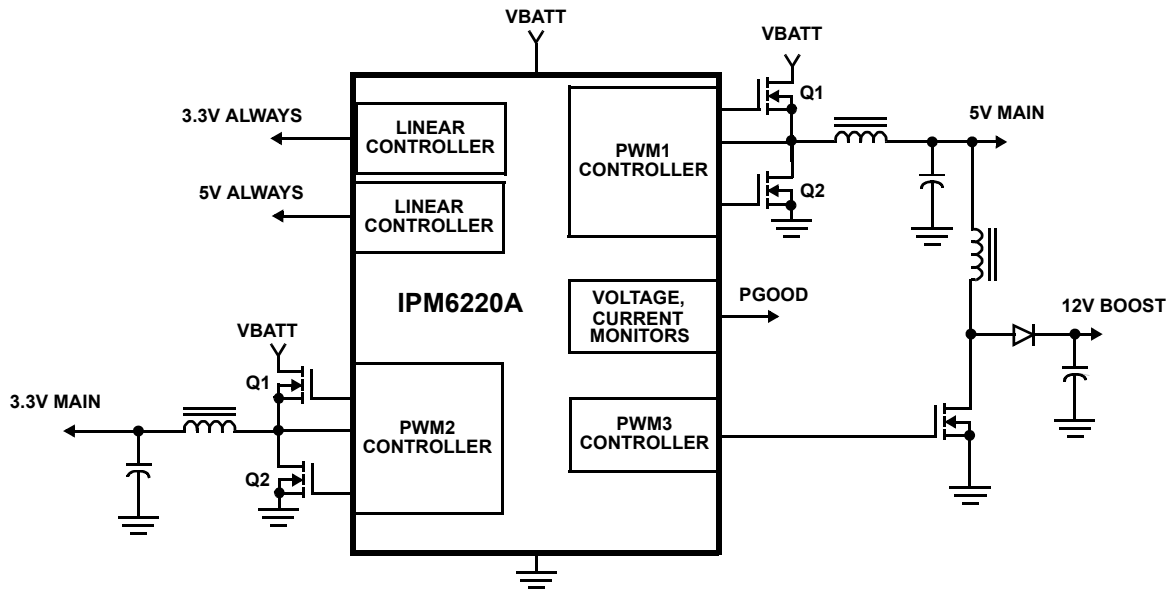 VBATT
VBATT
Q1
3.3V ALWAYS
LINEAR
CONTROLLER
5V MAIN
PWM1
CONTROLLER
5V ALWAYS
LINEAR
CONTROLLER
Q2
IPM6220A
VOLTAGE,
CURRENT
MONITORS
PGOOD
12V BOOST
VBATT
Q1
3.3V MAIN
PWM2
CONTROLLER
PWM3
CONTROLLER
Q2